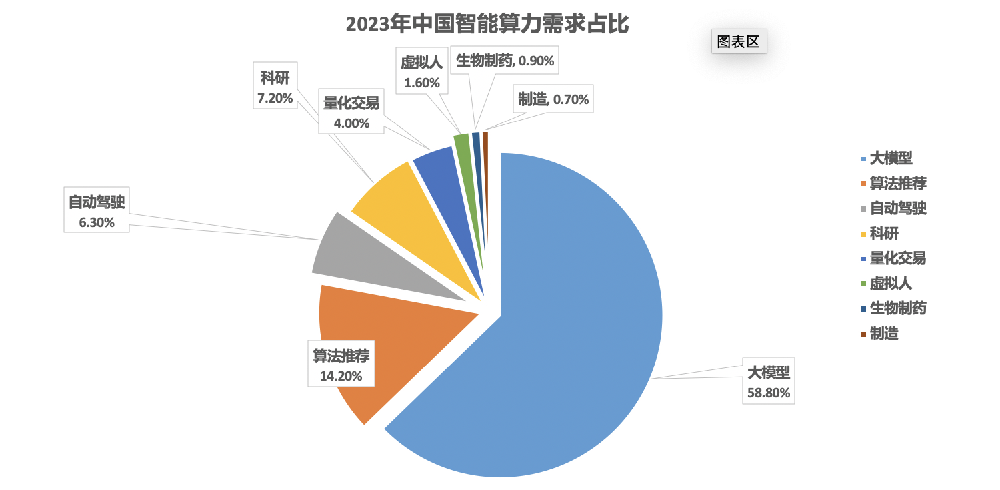 2023年中国智能算力需求占比
图表区
虚拟人
1.60%
生物制药, 0.90%
科研
7.20%
量化交易
4.00%
制造, 0.70%
自动驾驶
6.30%
算法推荐
14.20%
大模型
58.80%
大模型
算法推荐
自动驾驶
科研
量化交易
虚拟人
生物制药
制造